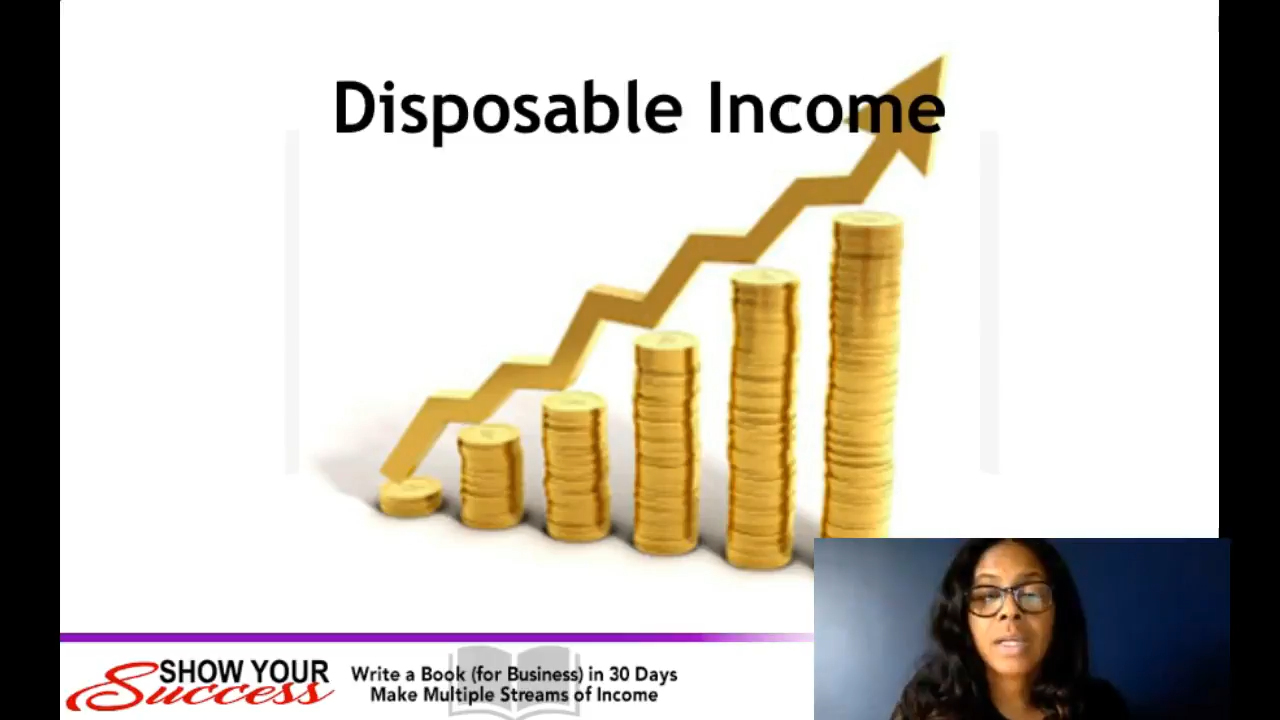 Disposable Income
SHOW YOUR
Success
Write a Book (for Business) in 30 Days
Make Multiple Streams of Income